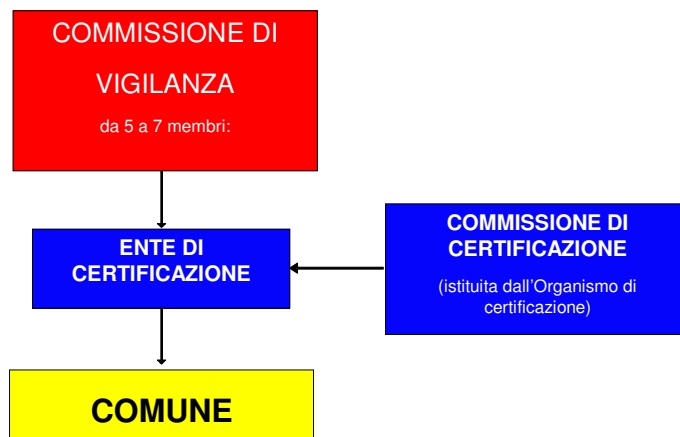 COMMISSIONE DI
VIGILANZA
da 5 a 7 membri:
ENTE DI
CERTIFICAZIONE
COMMISSIONE DI
CERTIFICAZIONE
(istituita dall'Organismo di
certificazione)
COMUNE